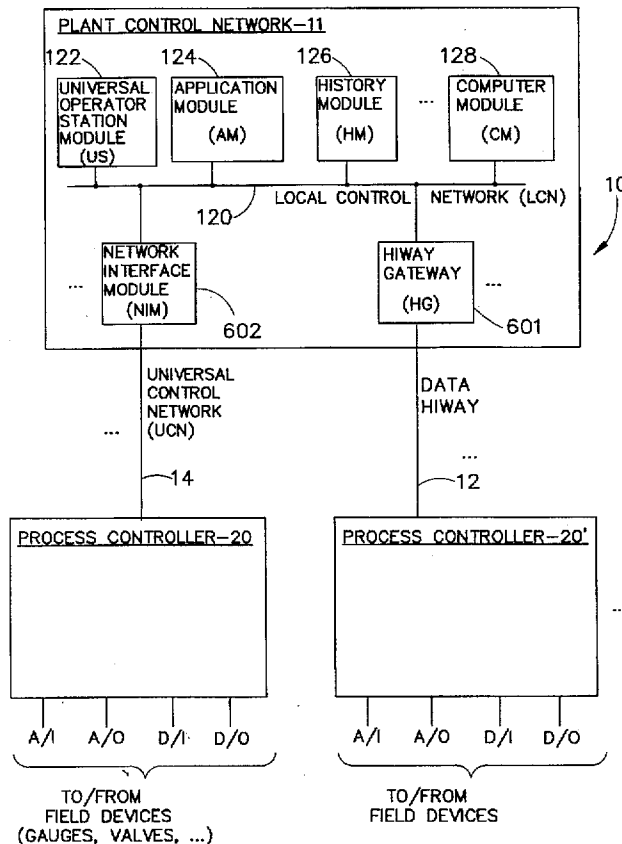 PLANT CONTROL NETWORK-11
122
124
126
128
UNIVERSAL
OPERATOR
STATION
MODULE
(US)
APPLICATION
MODULE
(AM)
HISTORY
MODULE
(HM)
...
COMPUTER
MODULE
(CM)
120
LOCAL CONTROL
NETWORK (LCN)
10
...
NETWORK
INTERFACE
MODULE
(NIM)
602
HIWAY
GATEWAY
(HG)
...
601
UNIVERSAL
CONTROL
NETWORK
(UCN)
...
14
DATA
HIWAY
...
12
PROCESS CONTROLLER-20
PROCESS CONTROLLER-20'
...
A/I
A/O
D/I
D/O
A/I
A/O
D/I
D/O
TO/FROM
FIELD DEVICES
(GAUGES, VALVES, ...)
TO/FROM
FIELD DEVICES